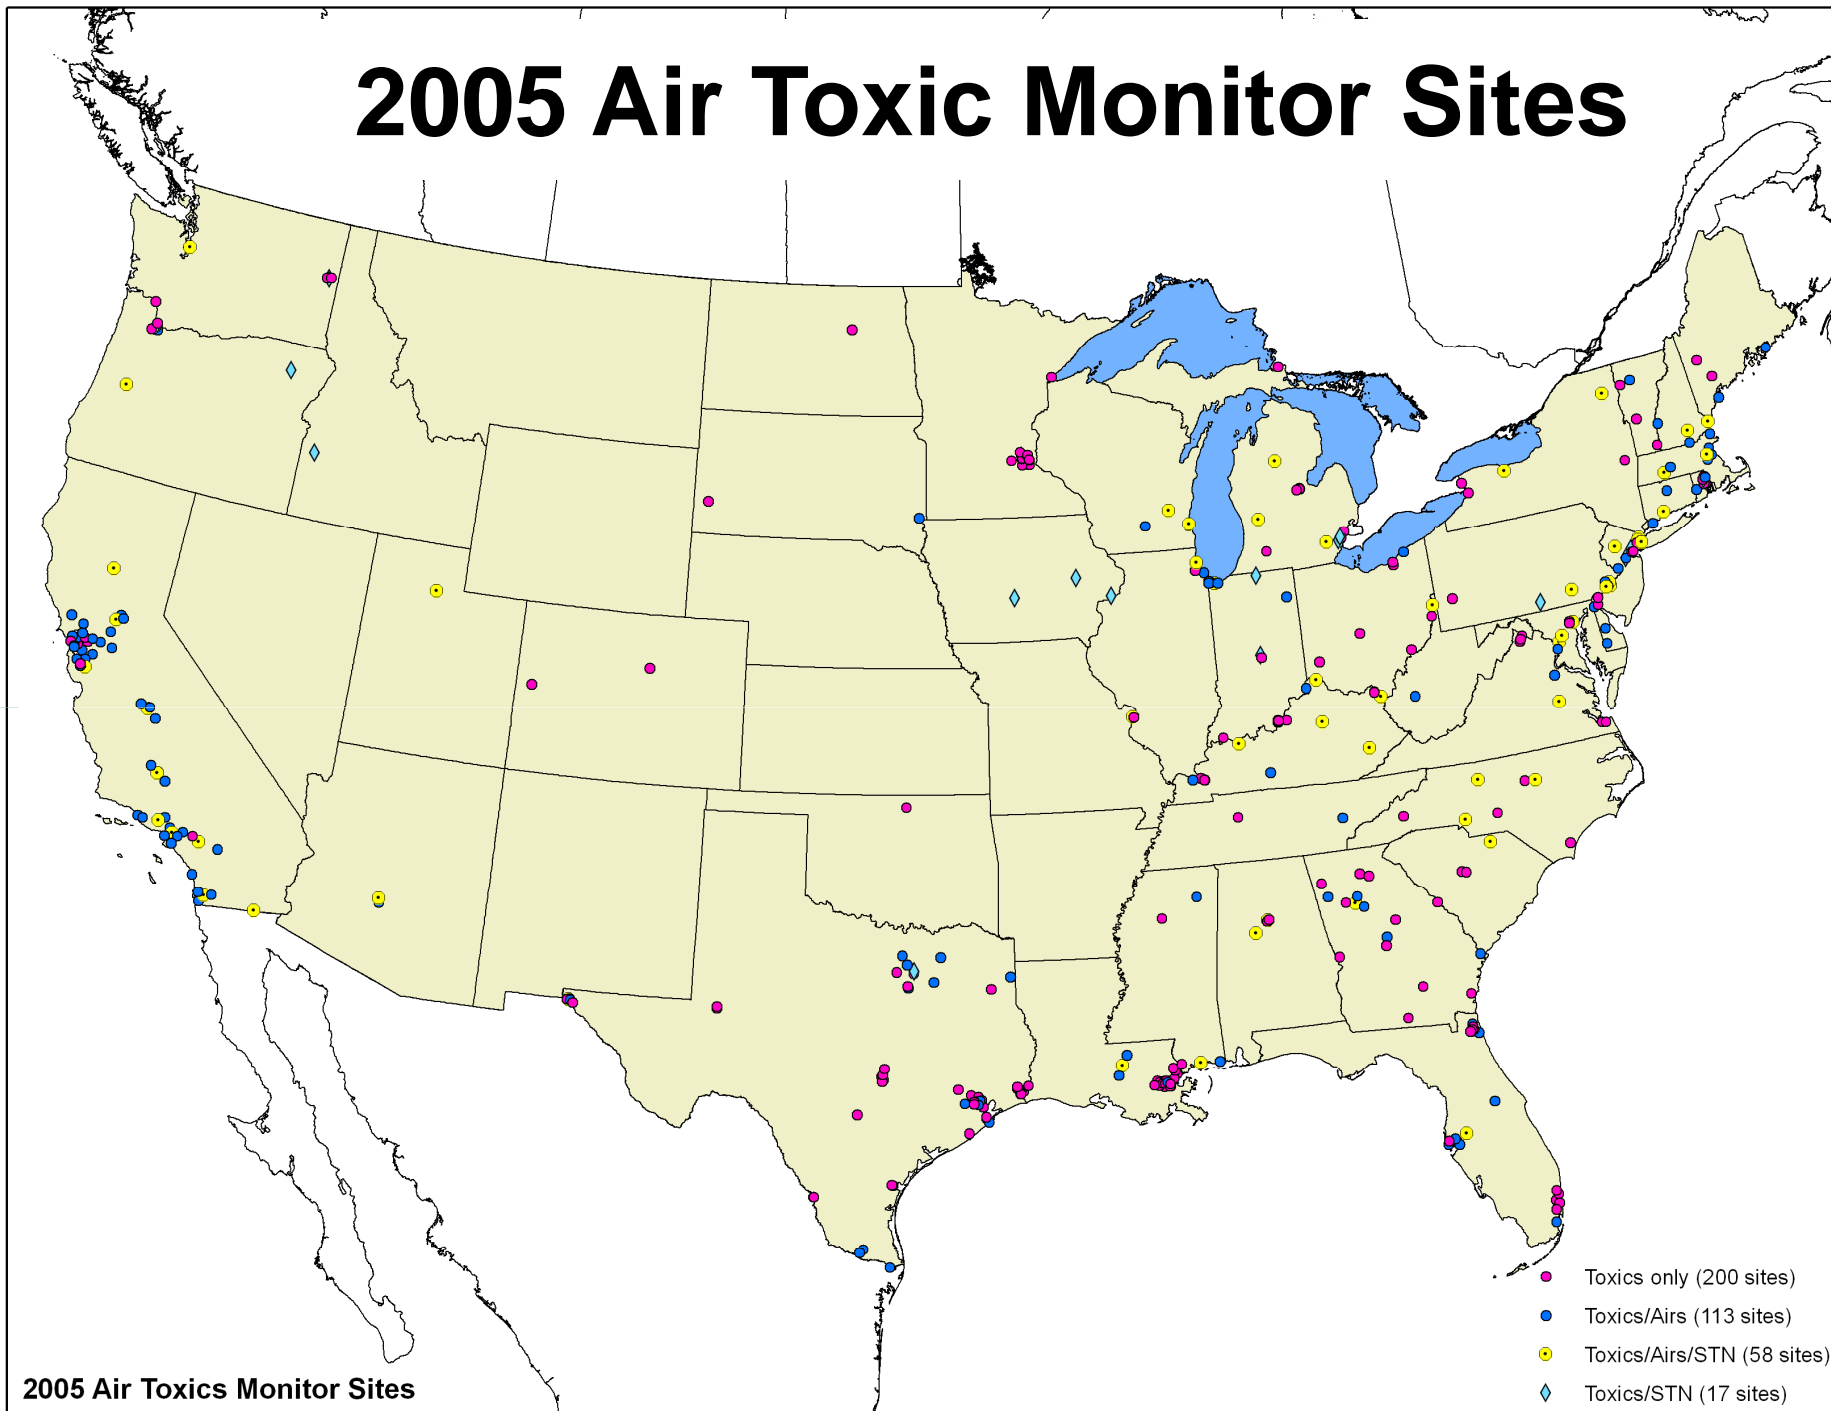 2005 Air Toxic Monitor Sites
Toxics only (200 sites)
Toxics/Airs (113 sites)
Toxics/Airs/STN (58 sites)
Toxics/STN (17 sites)
2005 Air Toxics Monitor Sites